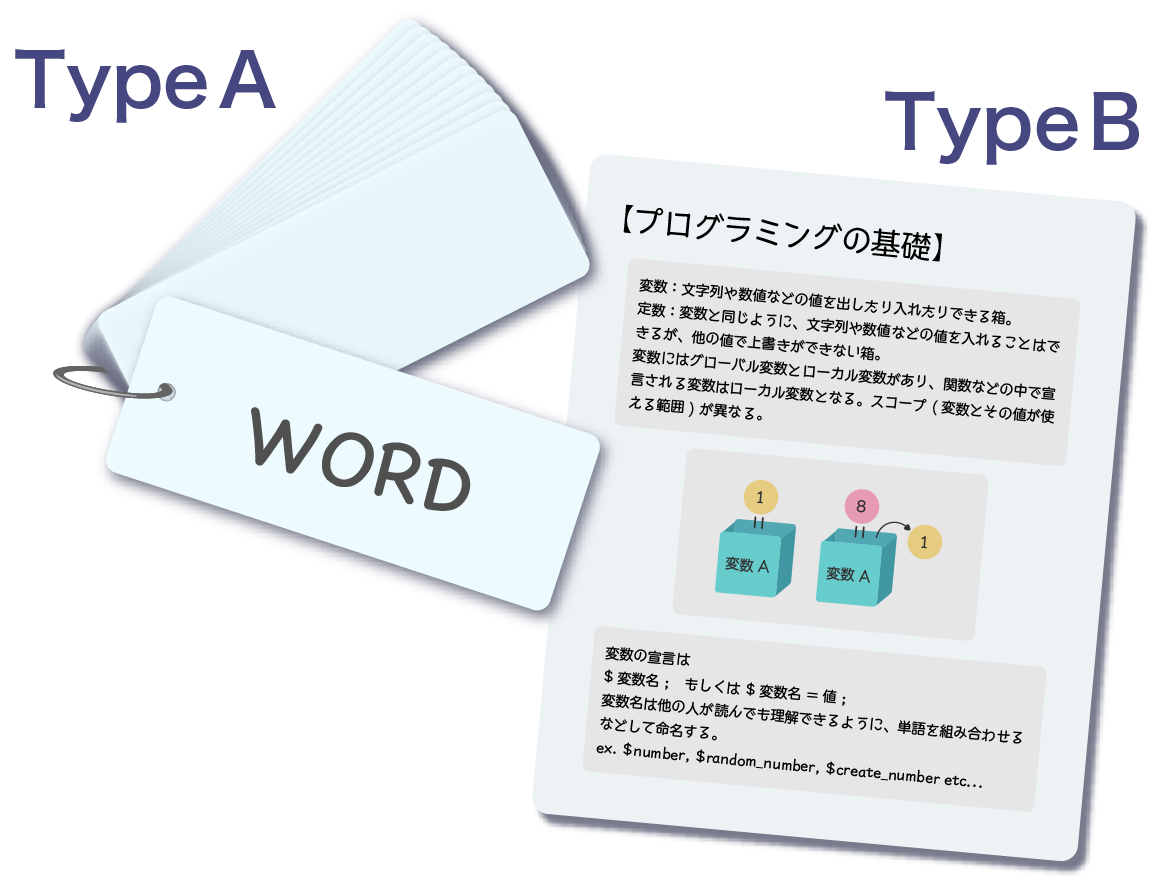 Type A
Type B
WORD
【プログラミングの基礎】
変数：文字列や数値などの値を出したり入れたりできる箱。
定数：変数と同じように、文字列や数値などの値を入れることはで
きるが、他の値で上書きができない箱。
変数にはグローバル変数とローカル変数があり、関数などの中で宣
言される変数はローカル変数となる。スコープ ( 変数とその値が使
える範囲 ) が異なる。
1
8
1
変数 A
変数 A
変数の宣言は
$ 変数名 ;　もしくは $ 変数名 = 値 ;
変数名は他の人が読んでも理解できるように、単語を組み合わせる
などして命名する。
ex. $number, $random_number, $create_number etc...